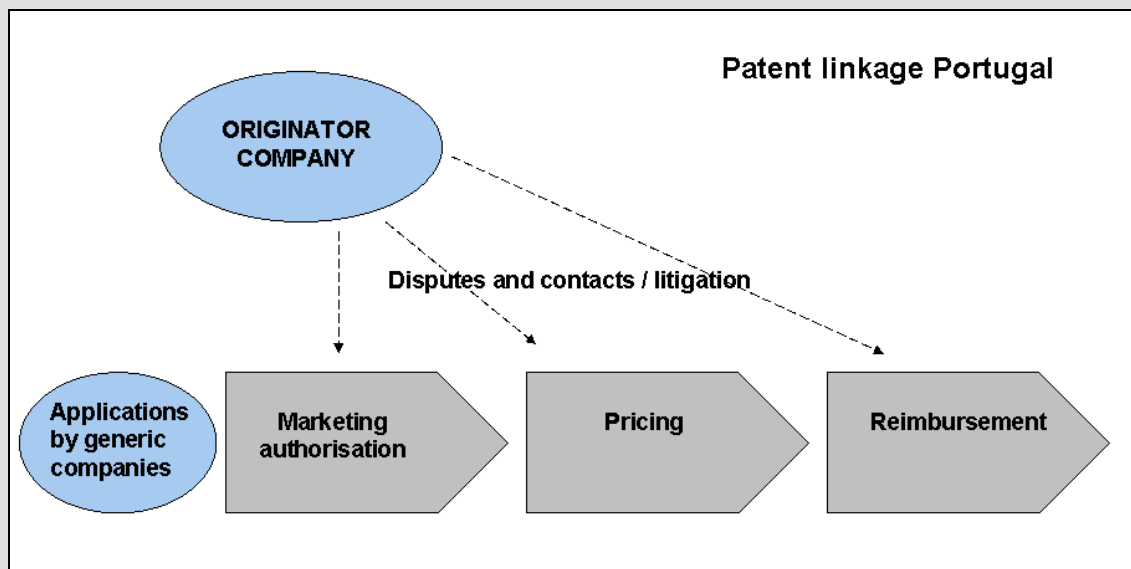 Patent linkage Portugal
ORIGINATOR
COMPANY
Disputes and contacts / litigation
Applications
by generic
companies
Marketing
authorisation
Pricing
Reimbursement